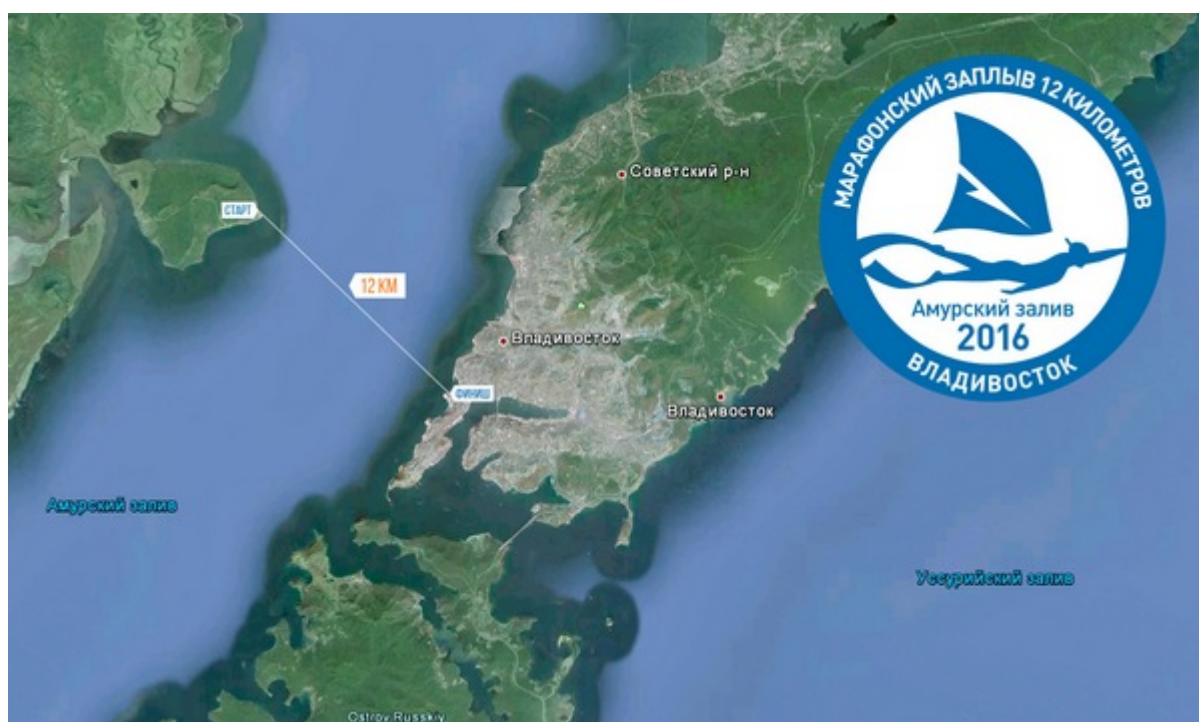 МАРАФОНСКИЙ ЗАПЛЫВ 12 КИЛОМЕТРОВ
Амурский залив
2016
ВЛАДИВОСТОК
Советский р-н
СТАРТ
12 КМ
Владивосток
ФИНИШ
Владивосток
Амурский залив
Уссурийский залив
Ostrov Russkiy